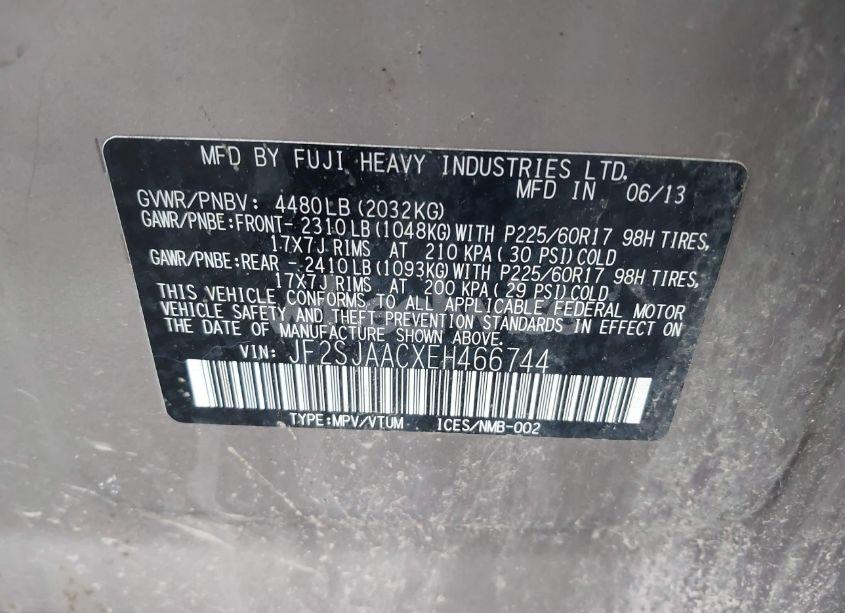 MFD BY FUJI HEAVY INDUSTRIES LTD.
MFD IN 06/13
GVWR/PNBV: 4480LB(2032KG)
GAWR/PNBE:FRONT- 2310LB(1048KG)WITH P225/60R17 98H TIRES,
17X7J RIMS AT 210 KPA( 30 PSI)COLD
GAWR/PNBE:REAR - 2410LB(1093KG)WITH P225/60R17 98H TIRES,
17X7J RIMS AT 200 KPA( 29 PSI)COLD
THIS VEHICLE CONFORMS TO ALL APPLICABLE FEDERAL MOTOR
VEHICLE SAFETY AND THEFT PREVENTION STANDARDS IN EFFECT ON
THE DATE OF MANUFACTURE SHOWN ABOVE.
VIN: JF2SJAACXEH466744
TYPE:MPV/VTUM ICES/NMB-002